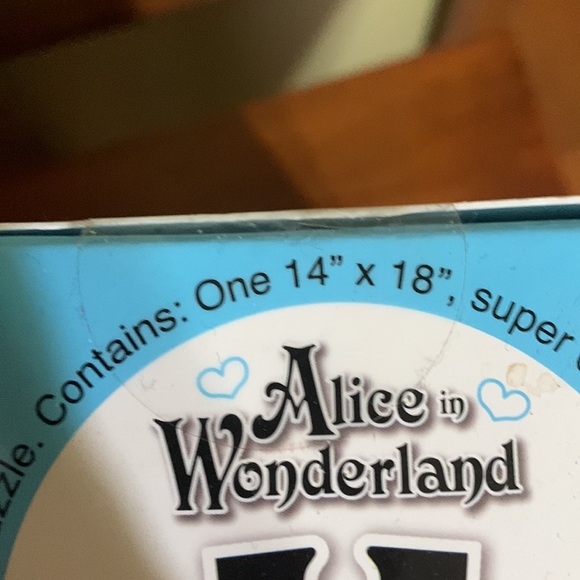 zzle. Contains: One 14” x 18”, super
Alice in
Wonderland